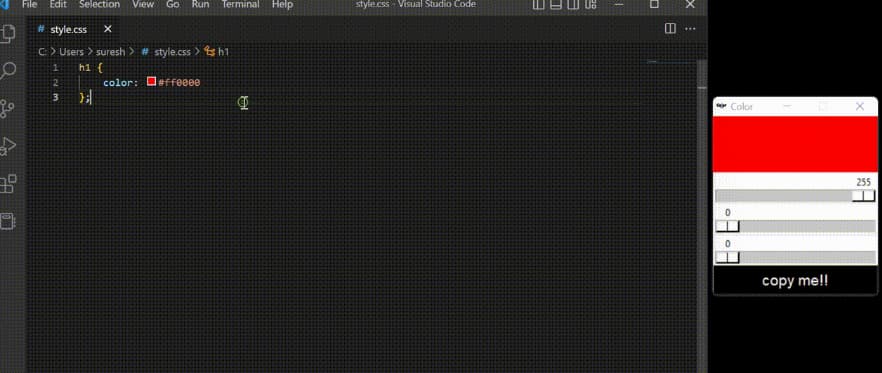 File Edit Selection View Go Run Terminal Help style.css - Visual Studio Code
# style.css
C: > Users > suresh > # style.css > h1
1 h1 {
2 color: #ff0000
3 };
Color
255
0
0
copy me!!